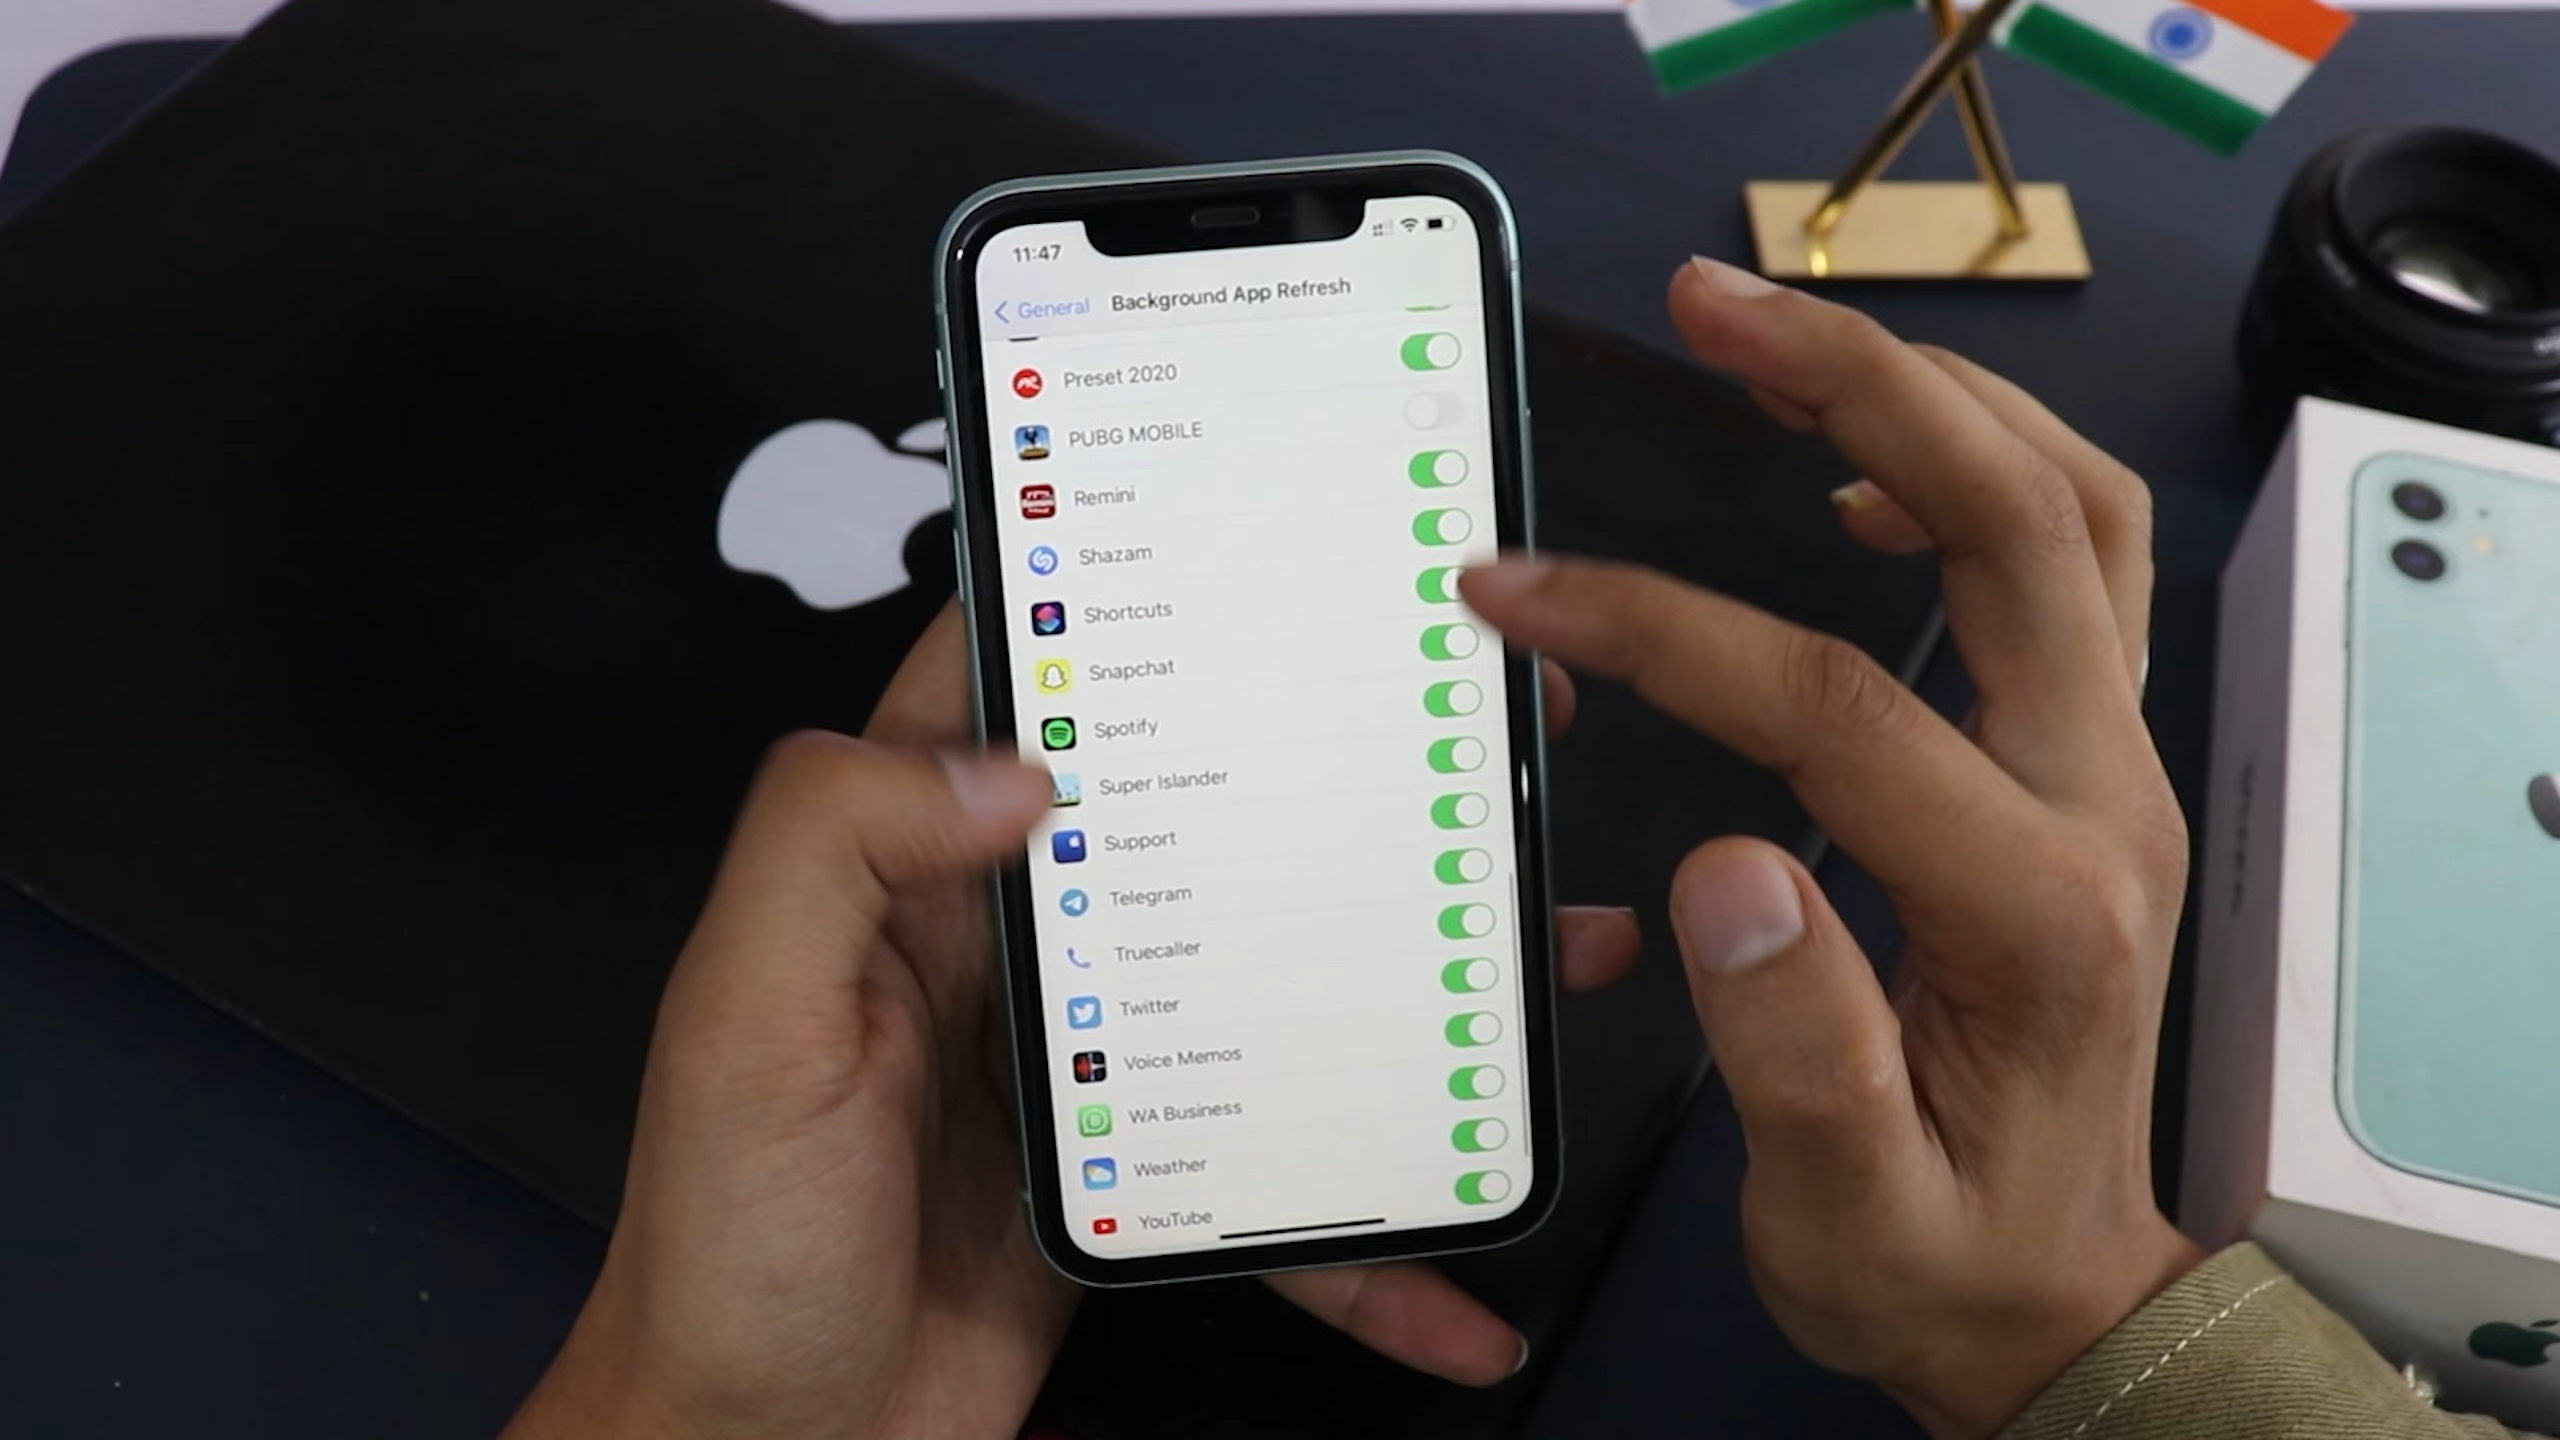 11:47
General Background App Refresh
Preset 2020
PUBG MOBILE
Remini
Shazam
Shortcuts
Snapchat
Spotify
Super Islander
Support
Telegram
Truecaller
Twitter
Voice Memos
WA Business
Weather
YouTube